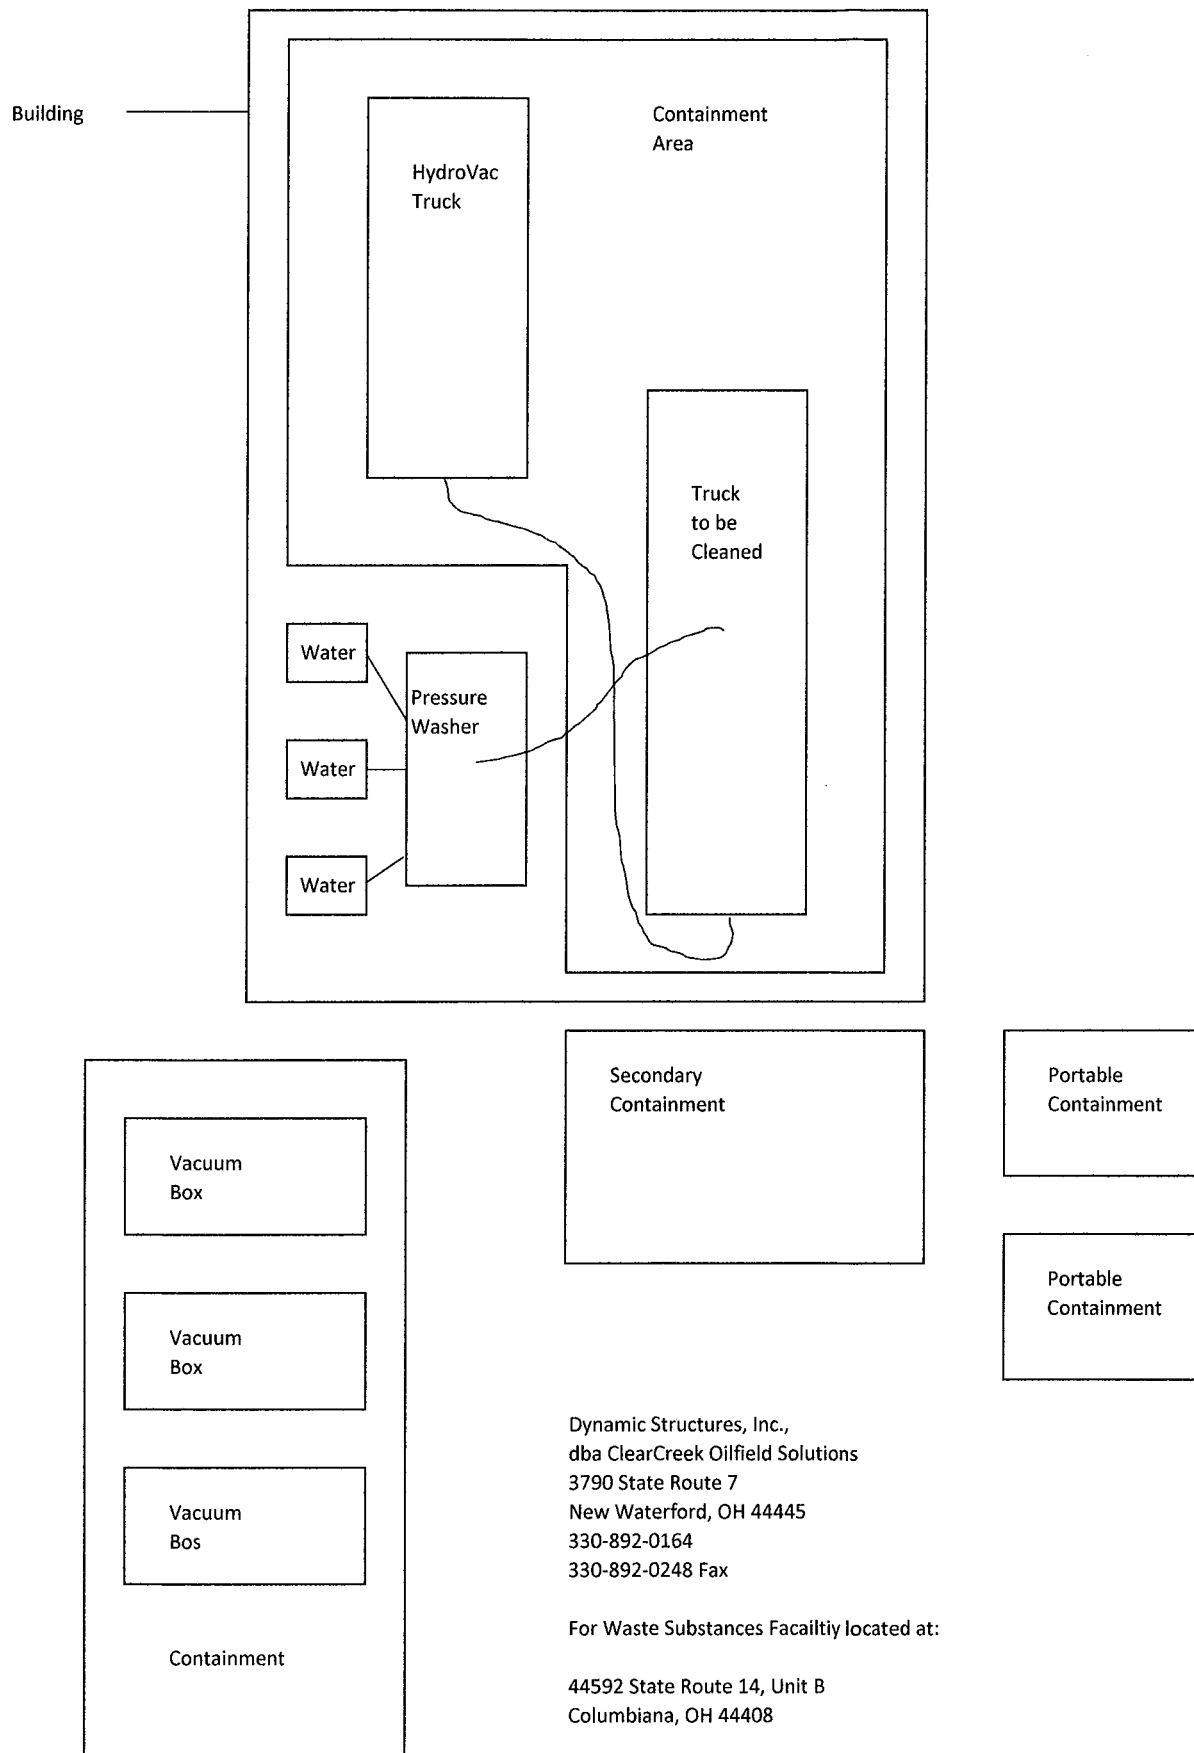 Building
Containment
Area
HydroVac
Truck
Truck
to be
Cleaned
Water
Pressure
Washer
Water
Water
Secondary
Containment
Portable
Containment
Vacuum
Box
Portable
Containment
Vacuum
Box
Vacuum
Bos
Containment
Dynamic Structures, Inc.,
dba ClearCreek Oilfield Solutions
3790 State Route 7
New Waterford, OH 44445
330-892-0164
330-892-0248 Fax
For Waste Substances Facailtiy located at:
44592 State Route 14, Unit B
Columbiana, OH 44408